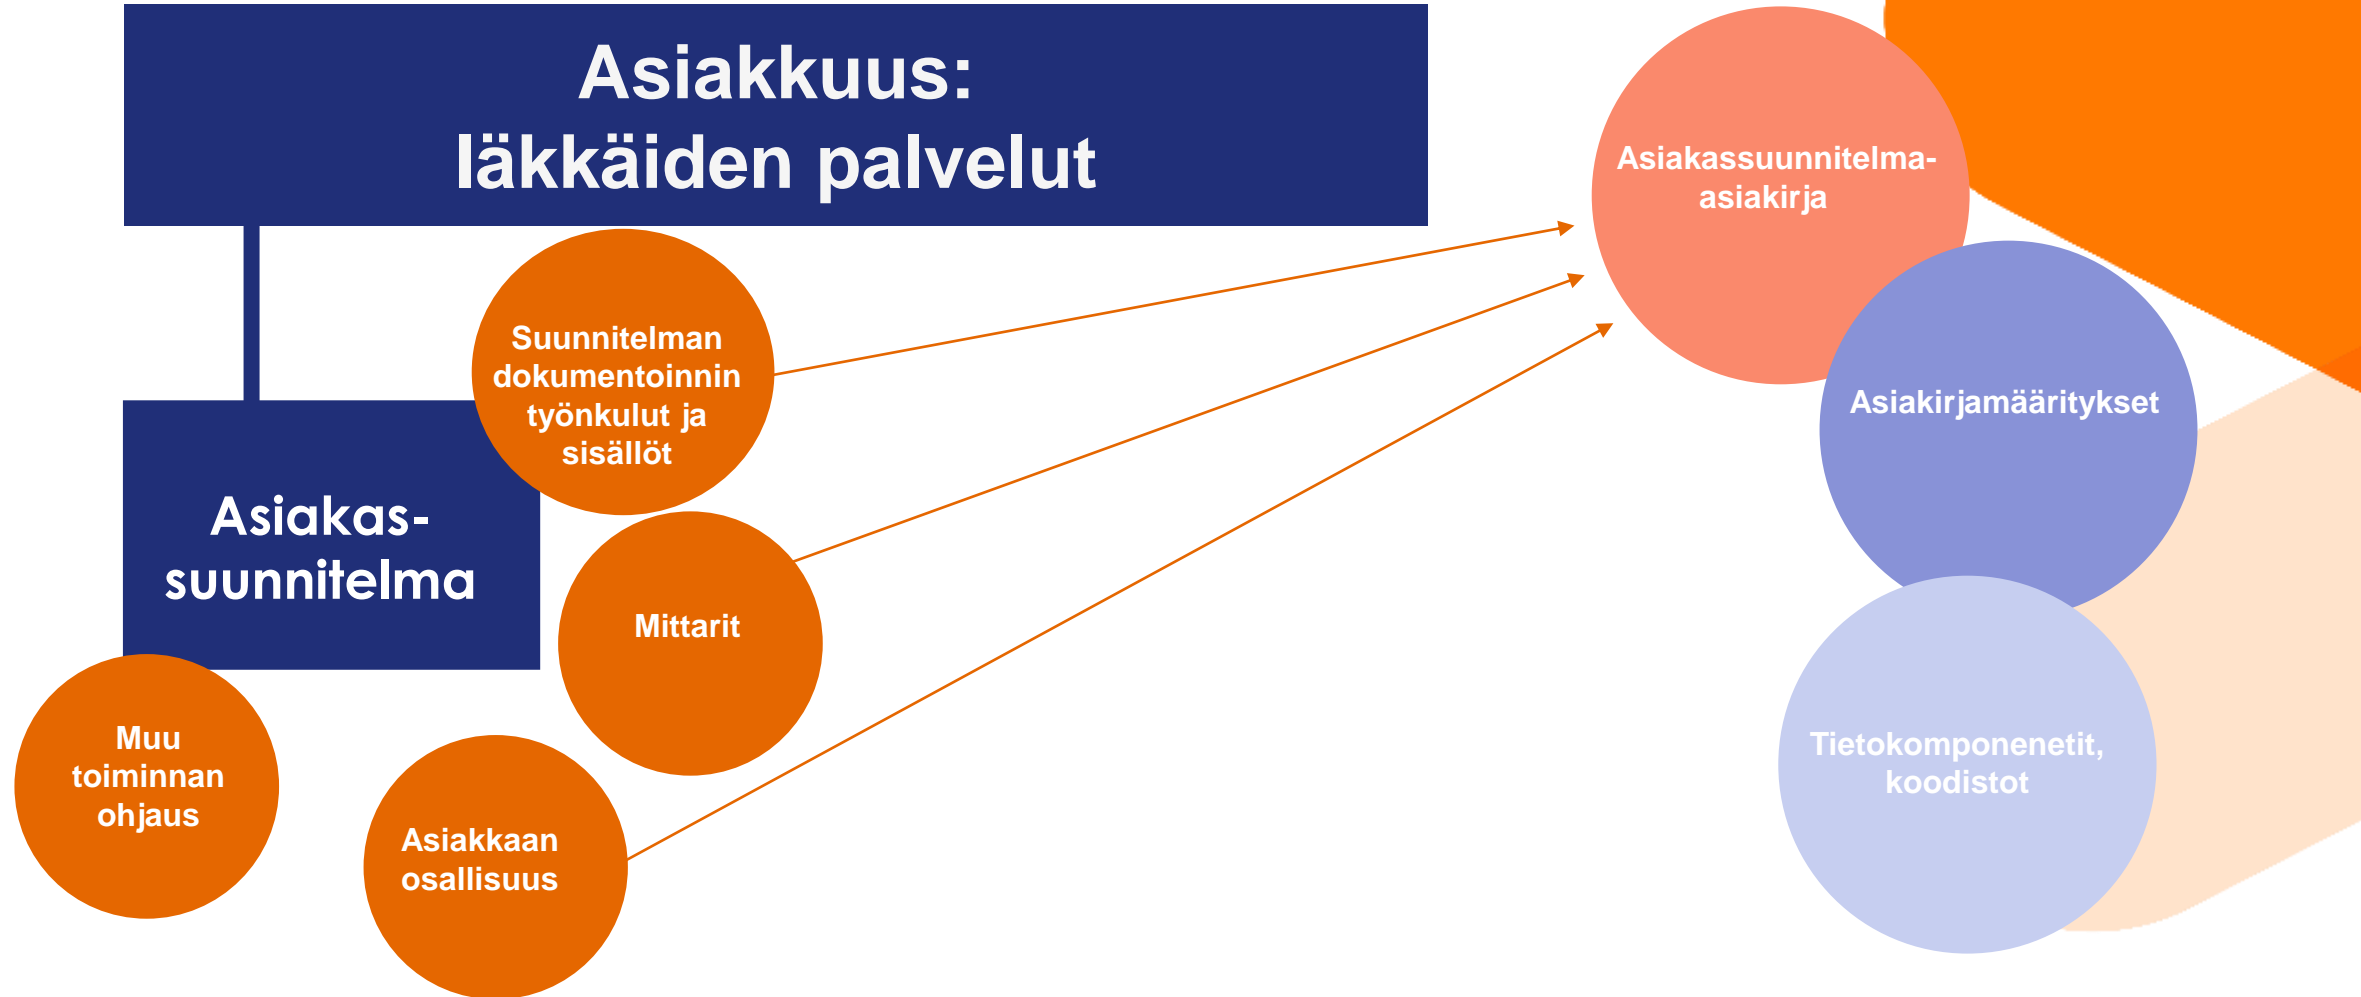 Asiakkuus:
Iäkkäiden palvelut
Asiakassuunnitelma-
asiakirja
Suunnitelman
dokumentoinnin
työnkulut ja
sisällöt
Asiakirjamääritykset
Asiakas-
suunnitelma
Mittarit
Muu
toiminnan
ohjaus
Asiakkaan
osallisuus
Tietokomponenetit,
koodistot